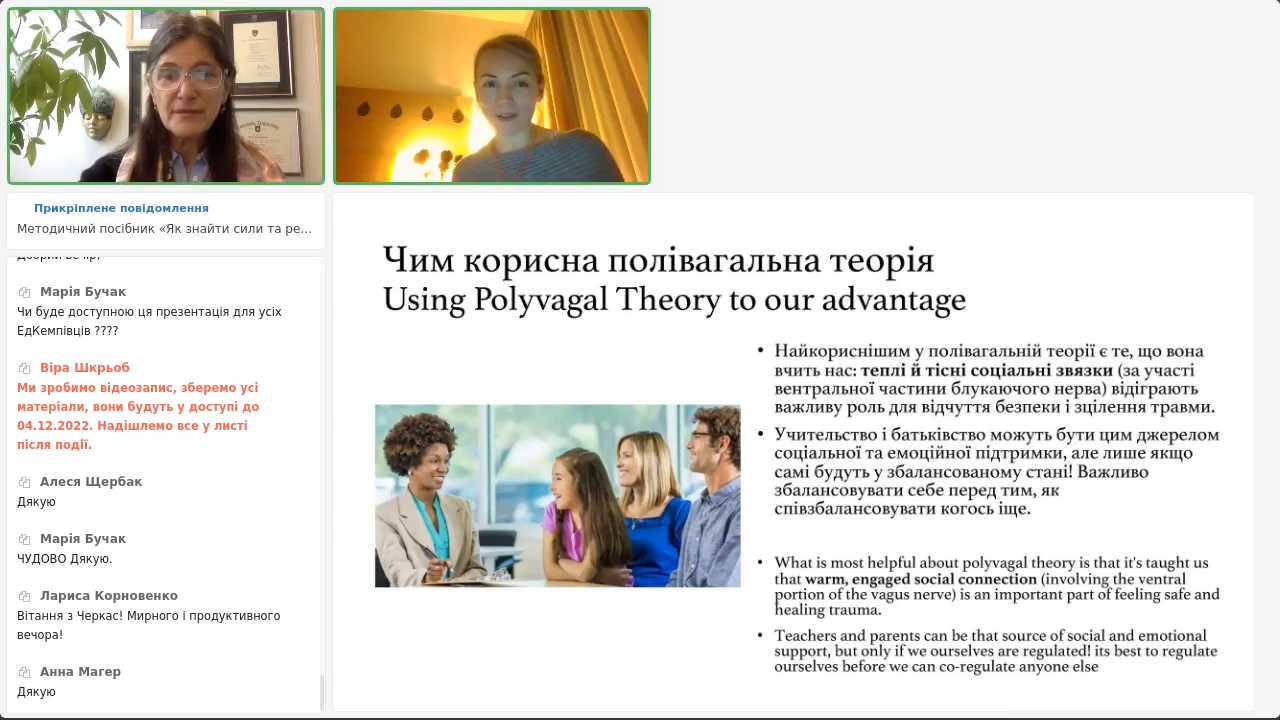 Прикріплене повідомлення
Методичний посібник «Як знайти сили та ре...
Марія Бучак
Чи буде доступною ця презентація для усіх
ЕдКемпівців ????
Віра Шкрьоб
Ми зробимо відеозапис, зберемо усі
матеріали, вони будуть у доступі до
04.12.2022. Надішлемо все у листі
після події.
Алеся Щербак
Дякую
Марія Бучак
ЧУДОВО Дякую.
Лариса Корновенко
Вітання з Черкас! Мирного і продуктивного
вечора!
Анна Магер
Дякую
Чим корисна полівагальна теорія
Using Polyvagal Theory to our advantage
• Найкориснішим у полівагальній теорії є те, що вона
вчить нас: теплі й тісні соціальні звязки (за участі
вентральної частини блукаючого нерва) відіграють
важливу роль для відчуття безпеки і зцілення травми.
• Учительство і батьківство можуть бути цим джерелом
соціальної та емоційної підтримки, але лише якщо
самі будуть у збалансованому стані! Важливо
збалансовувати себе перед тим, як
співзбалансовувати когось іще.
• What is most helpful about polyvagal theory is that it's taught us
that warm, engaged social connection (involving the ventral
portion of the vagus nerve) is an important part of feeling safe and
healing trauma.
• Teachers and parents can be that source of social and emotional
support, but only if we ourselves are regulated! its best to regulate
ourselves before we can co-regulate anyone else